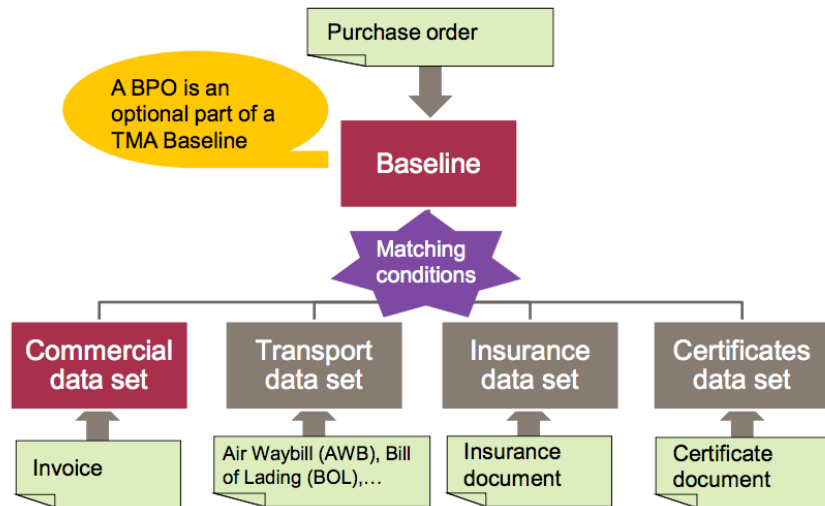 Purchase order
A BPO is an
optional part of a
TMA Baseline
Baseline
Matching
conditions
Commercial
data set
Transport
data set
Insurance
data set
Certificates
data set
Invoice
Air Waybill (AWB), Bill
of Lading (BOL),…
Insurance
document
Certificate
document